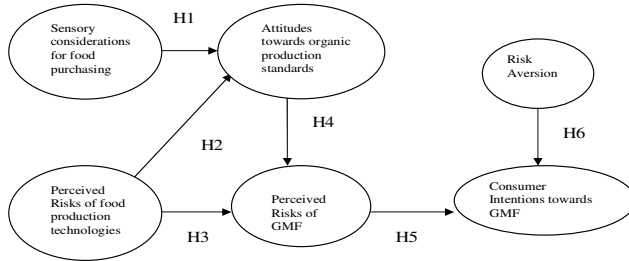 Sensory
considerations
for food
purchasing
H1
Attitudes
towards organic
production
standards
Risk
Aversion
H2
H4
H6
Perceived
Risks of food
production
technologies
H3
Perceived
Risks of
GMF
H5
Consumer
Intentions towards
GMF